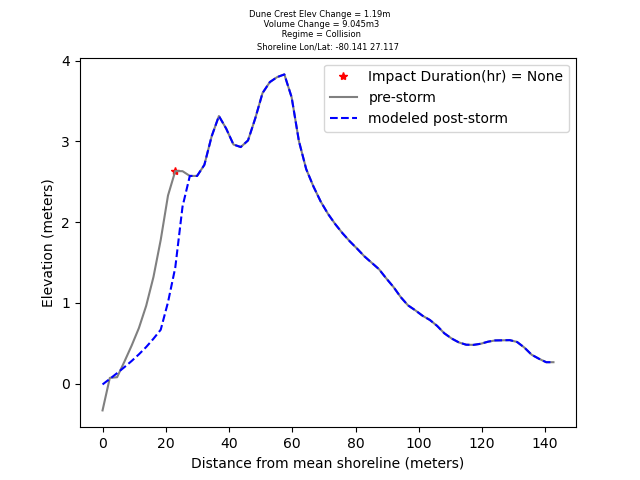 Dune Crest Elev Change = 1.19m
Volume Change = 9.045m3
Regime = Collision
Shoreline Lon/Lat: -80.141 27.117
Impact Duration(hr) = None
pre-storm
modeled post-storm
Elevation (meters)
4
3
2
1
0
0 20 40 60 80 100 120 140
Distance from mean shoreline (meters)